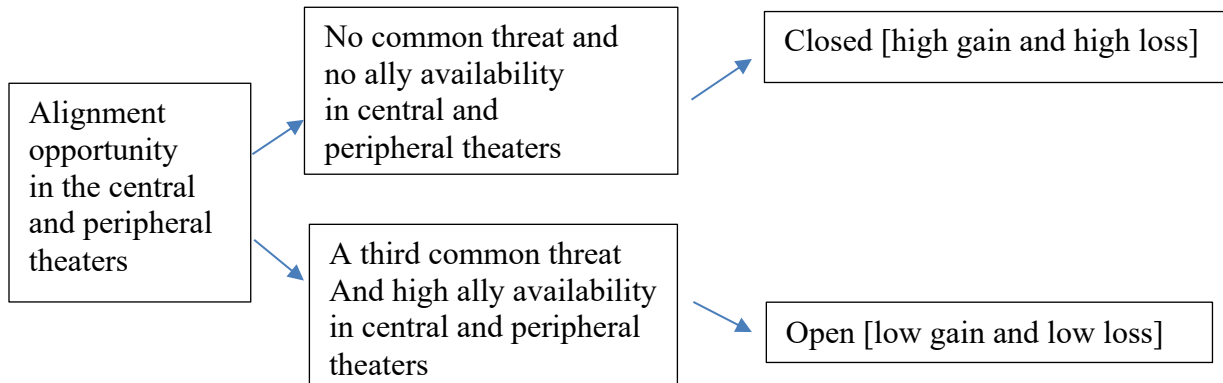 Alignment
opportunity
in the central
and peripheral
theaters
No common threat and
no ally availability
in central and
peripheral theaters
Closed [high gain and high loss]
A third common threat
And high ally availability
in central and peripheral
theaters
Open [low gain and low loss]